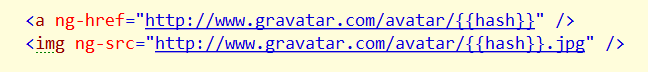 <a ng-href="http://www.gravatar.com/avatar/{{hash}}" />
<img ng-src="http://www.gravatar.com/avatar/{{hash}}.jpg" />